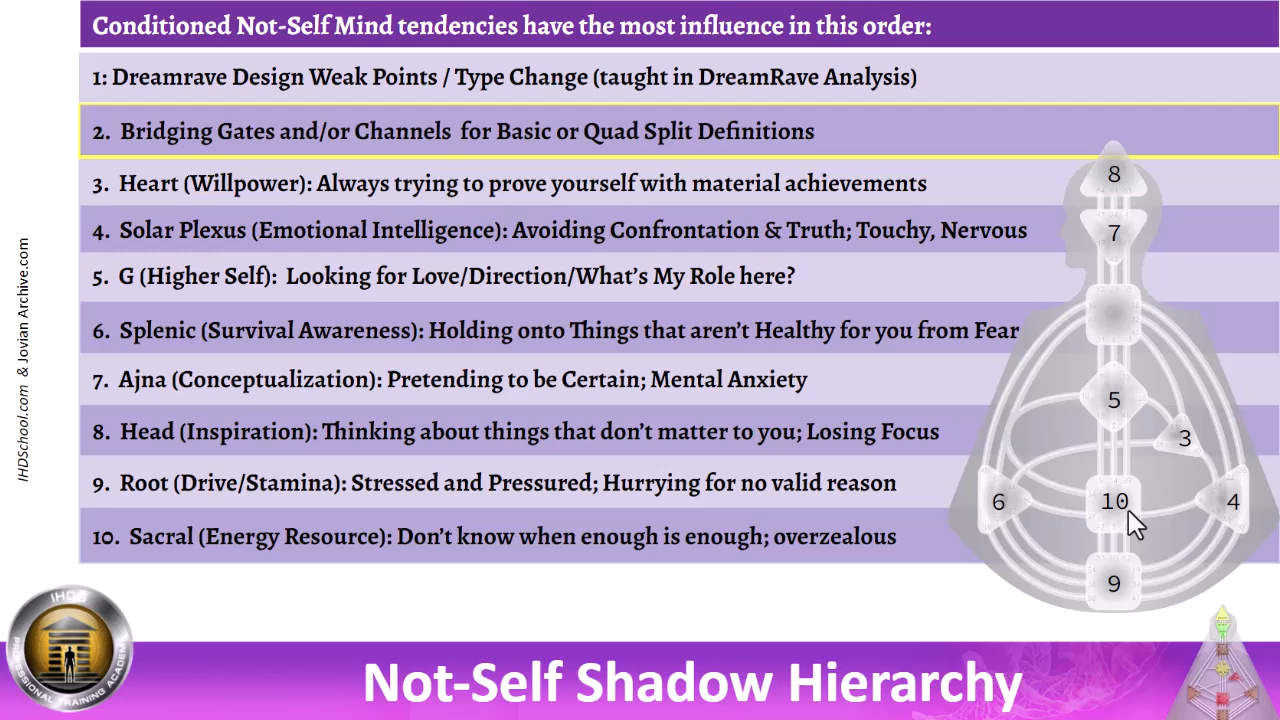 Conditioned Not-Self Mind tendencies have the most influence in this order:
1: Dreamrave Design Weak Points / Type Change (taught in DreamRave Analysis)
2. Bridging Gates and/or Channels for Basic or Quad Split Definitions
3. Heart (Willpower): Always trying to prove yourself with material achievements
4. Solar Plexus (Emotional Intelligence): Avoiding Confrontation & Truth; Touchy, Nervous
5. G (Higher Self): Looking for Love/Direction/What's My Role here?
6. Splenic (Survival Awareness): Holding onto Things that aren't Healthy for you from Fear
7. Ajna (Conceptualization): Pretending to be Certain; Mental Anxiety
8. Head (Inspiration): Thinking about things that don't matter to you; Losing Focus
9. Root (Drive/Stamina): Stressed and Pressured; Hurrying for no valid reason
10. Sacral (Energy Resource): Don't know when enough is enough; overzealous
8
7
5
3
6
10
4
9
IHDSchool.com & Jovian Archive.com
IHDS
PROFESSIONAL TRAINING ACADEMY
Not-Self Shadow Hierarchy